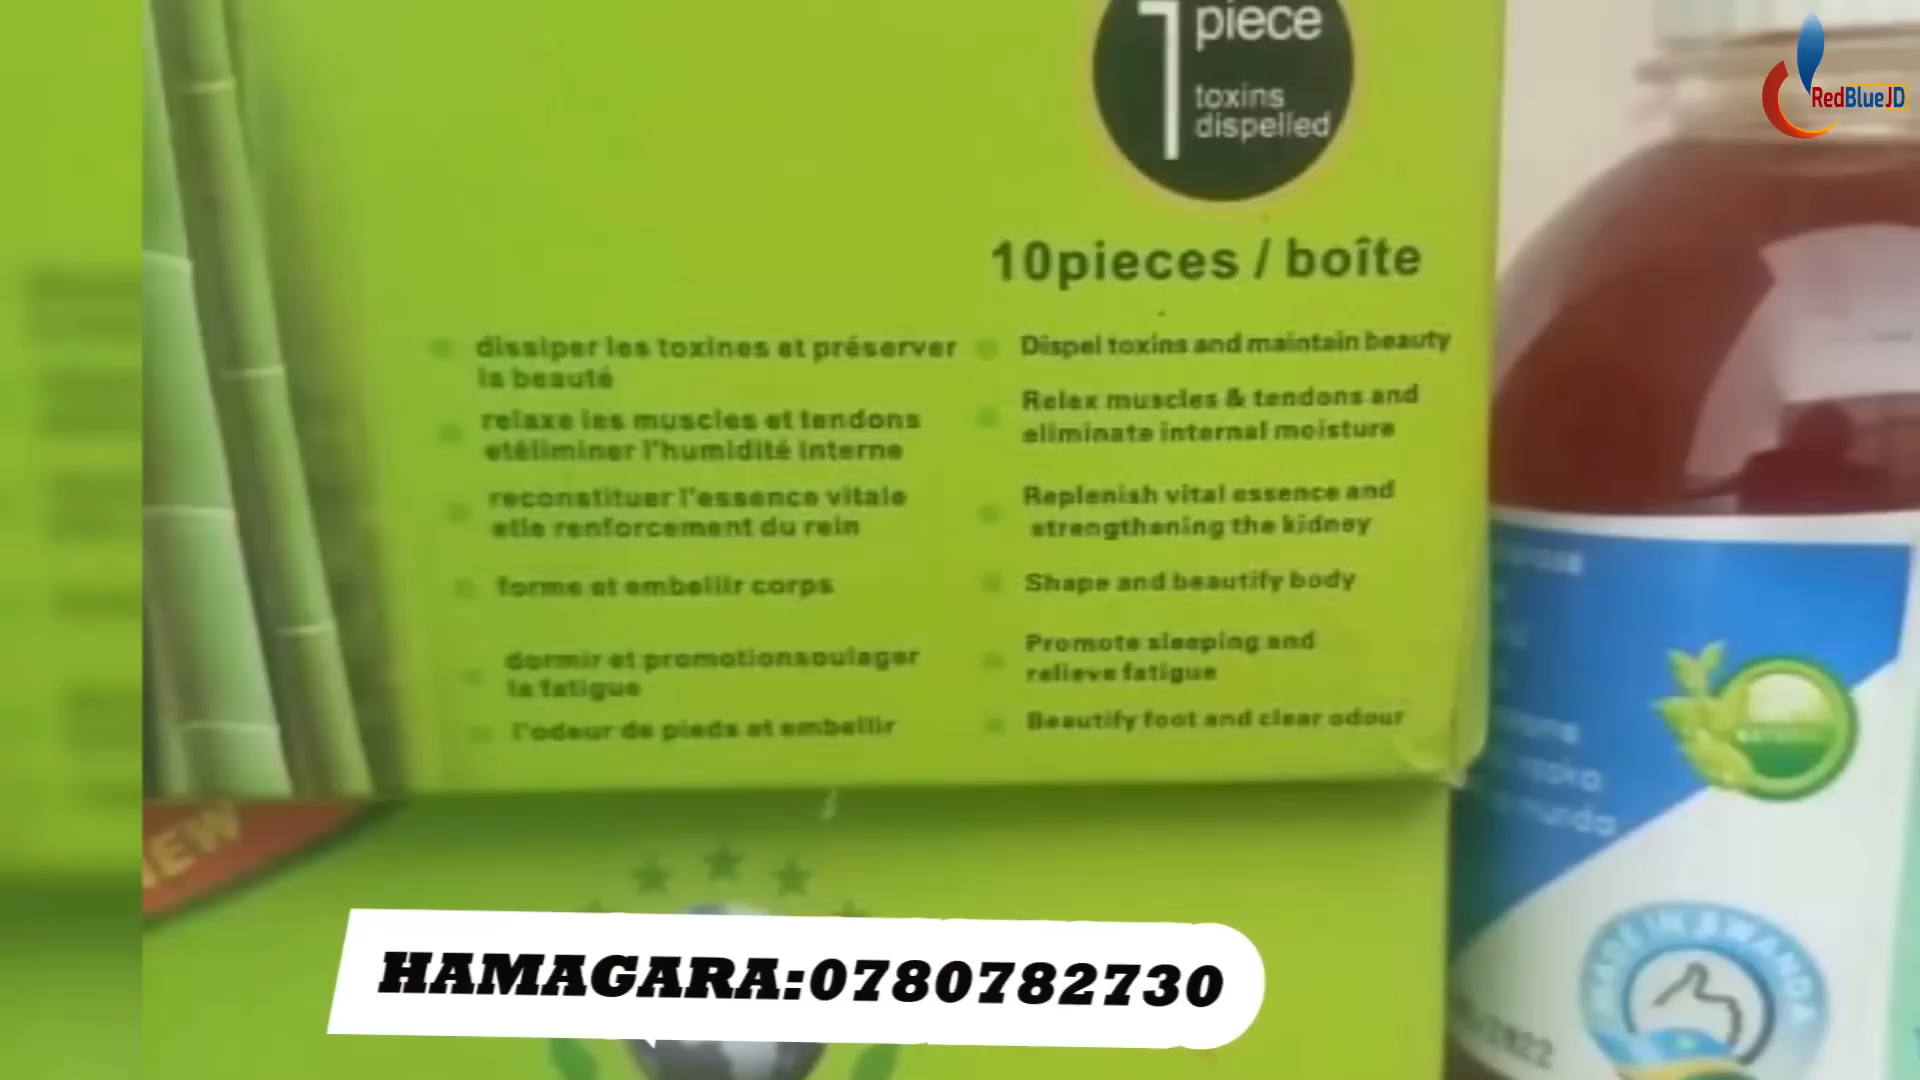 1 piece
toxins
dispelled
RedBlueJD
10pieces / boîte
dissiper les toxines et préserver
la beauté
relaxe les muscles et tendons
etéliminer l'humidité interne
reconstituer l'essence vitale
etle renforcement du rein
forme et embellir corps
dormir et promotionsoulager
la fatigue
l'odeur de pieds et embellir
Dispel toxins and maintain beauty
Relax muscles & tendons and
eliminate internal moisture
Replenish vital essence and
strengthening the kidney
Shape and beautify body
Promote sleeping and
relieve fatigue
Beautify foot and clear odour
NEW
MADE IN RWANDA
HAMAGARA:0780782730